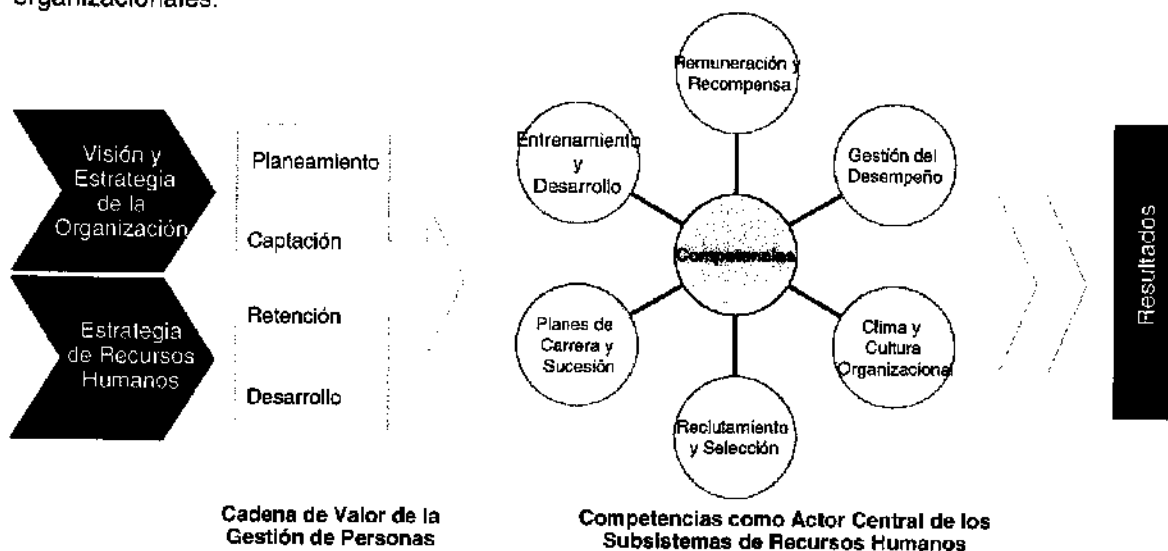 organizacionales.
Visión y
Estrategia
de la
Organización
Estrategia
de Recursos
Humanos
Planeamiento
Captación
Retención
Desarrollo
Cadena de Valor de la
Gestión de Personas
Remuneración y
Recompensa
Entrenamiento
y
Desarrollo
Gestión del
Desempeño
Competencias
Planes de
Carrera y
Sucesión
Clima y
Cultura
Organizacional
Reclutamiento
y Selección
Competencias como Actor Central de los
Subsistemas de Recursos Humanos
Resultados